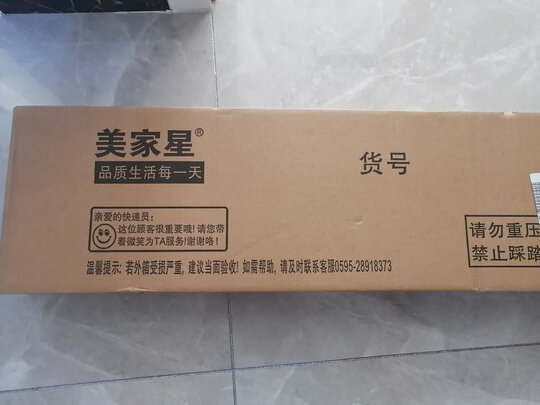 美家星®
品质生活每一天
货号
亲爱的快递员:
这位顾客很重要哦! 请您带
着微笑为TA服务!谢谢咯!
请勿重压
禁止踩踏
温馨提示: 若外箱受损严重, 建议当面验收! 如需帮助, 请及时联系客服0595-28918373